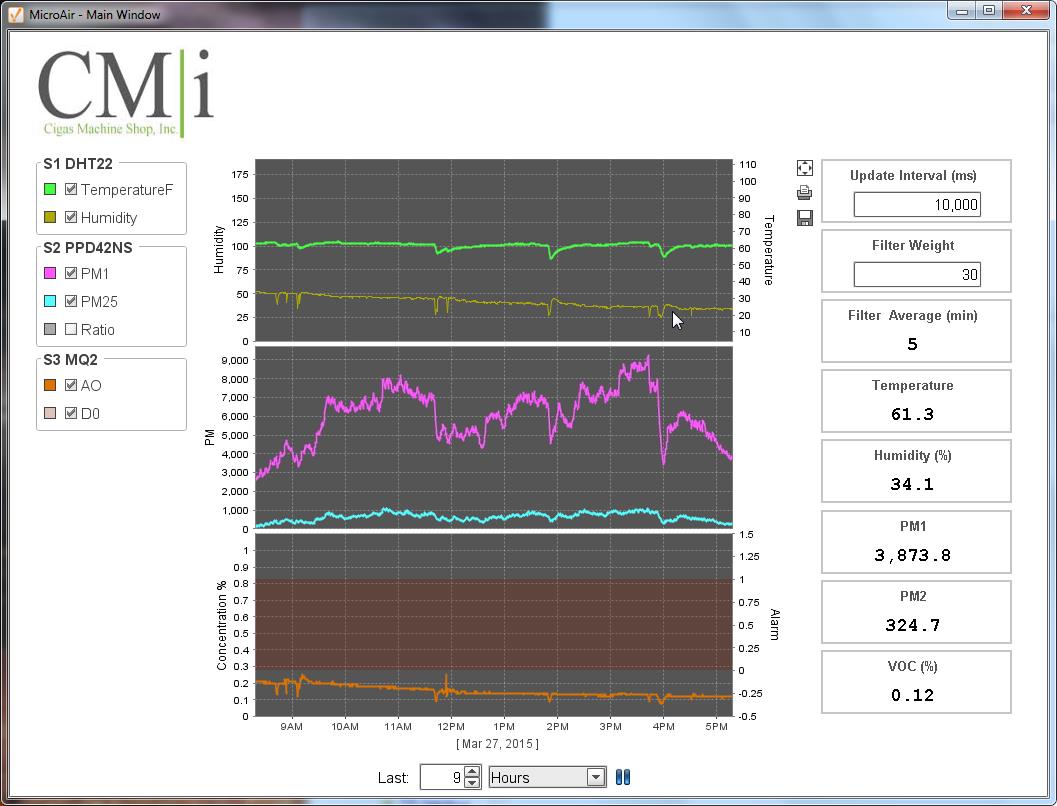 MicroAir - Main Window
CM|i
Cigas Machine Shop, Inc.
S1 DHT22
TemperatureF
Humidity
S2 PPD42NS
PM1
PM25
Ratio
S3 MQ2
AO
D0
Humidity
175
150
125
100
75
50
25
0
110
100
90
80
70
60
50
40
30
20
10
Temperature
PM
9,000
8,000
7,000
6,000
5,000
4,000
3,000
2,000
1,000
0
Concentration %
1
0.9
0.8
0.7
0.6
0.5
0.4
0.3
0.2
0.1
0
1.5
1.25
1
0.75
0.5
0.25
0
-0.25
-0.5
Alarm
9AM 10AM 11AM 12PM 1PM 2PM 3PM 4PM 5PM
[ Mar 27, 2015 ]
Last: 9 Hours
Update Interval (ms)
10,000
Filter Weight
30
Filter Average (min)
5
Temperature
61.3
Humidity (%)
34.1
PM1
3,873.8
PM2
324.7
VOC (%)
0.12